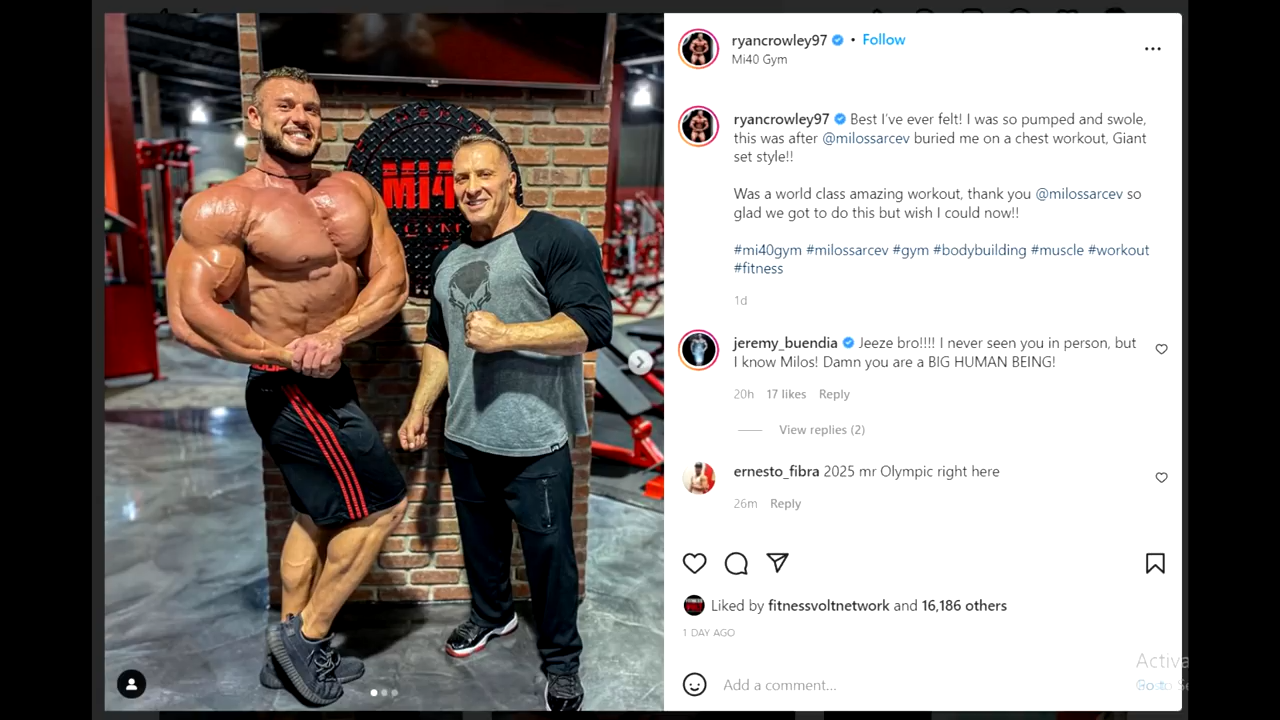 ryancrowley97 • Follow
Mi40 Gym
ryancrowley97 Best I've ever felt! I was so pumped and swole,
this was after @milossarcev buried me on a chest workout, Giant
set style!!
Was a world class amazing workout, thank you @milossarcev so
glad we got to do this but wish I could now!!
#mi40gym #milossarcev #gym #bodybuilding #muscle #workout
#fitness
1d
jeremy_buendia Jeeze bro!!!! I never seen you in person, but
I know Milos! Damn you are a BIG HUMAN BEING!
20h 17 likes Reply
View replies (2)
ernesto_fibra 2025 mr Olympic right here
26m Reply
Liked by fitnessvoltnetwork and 16,186 others
1 DAY AGO
Add a comment...
Activa
MI4
GYM